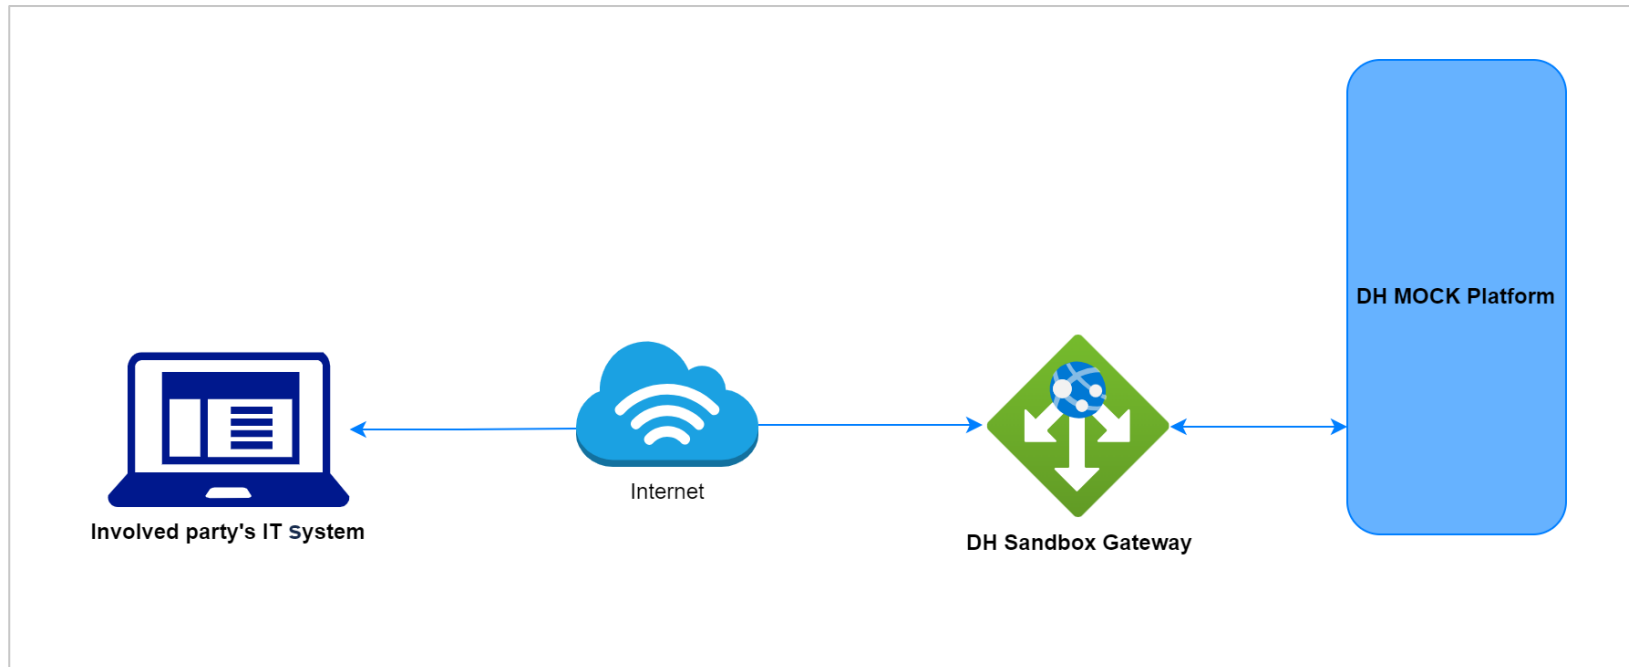 DH MOCK Platform
Internet
Involved party's IT System
DH Sandbox Gateway